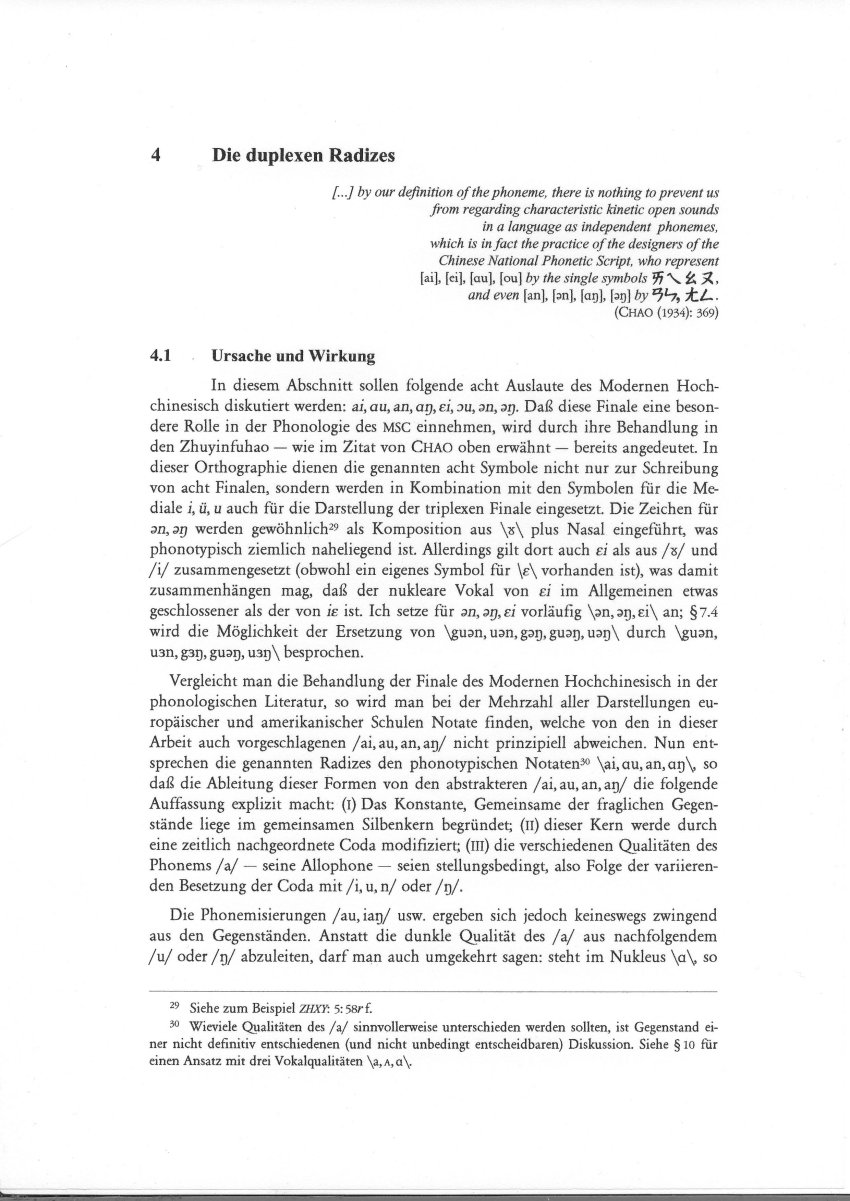 4 Die duplexen Radizes
[...] by our definition of the phoneme, there is nothing to prevent us
from regarding characteristic kinetic open sounds
in a language as independent phonemes,
which is in fact the practice of the designers of the
Chinese National Phonetic Script, who represent
[ai], [ei], [ɑu], [ou] by the single symbols ㄞㄟㄠㄡ,
and even [an], [ən], [ɑŋ], [əŋ] by ㄢㄣ, ㄤㄥ.
(CHAO (1934): 369)
4.1 Ursache und Wirkung
In diesem Abschnitt sollen folgende acht Auslaute des Modernen Hoch-
chinesisch diskutiert werden: ai, ɑu, an, ɑŋ, ɛi, ɔu, ən, əŋ. Daß diese Finale eine beson-
dere Rolle in der Phonologie des MSC einnehmen, wird durch ihre Behandlung in
den Zhuyinfuhao — wie im Zitat von CHAO oben erwähnt — bereits angedeutet. In
dieser Orthographie dienen die genannten acht Symbole nicht nur zur Schreibung
von acht Finalen, sondern werden in Kombination mit den Symbolen für die Me-
diale i, ü, u auch für die Darstellung der triplexen Finale eingesetzt. Die Zeichen für
ən, əŋ werden gewöhnlich²⁹ als Komposition aus \ɤ\ plus Nasal eingeführt, was
phonotypisch ziemlich naheliegend ist. Allerdings gilt dort auch ɛi als aus /ɤ/ und
/i/ zusammengesetzt (obwohl ein eigenes Symbol für \ɛ\ vorhanden ist), was damit
zusammenhängen mag, daß der nukleare Vokal von ɛi im Allgemeinen etwas
geschlossener als der von iɛ ist. Ich setze für ən, əŋ, ɛi vorläufig \ən, əŋ, ɛi\ an; § 7.4
wird die Möglichkeit der Ersetzung von \guən, uən, gəŋ, guəŋ, uəŋ\ durch \guən,
uɜn, gɜŋ, guəŋ, uɜŋ\ besprochen.
Vergleicht man die Behandlung der Finale des Modernen Hochchinesisch in der
phonologischen Literatur, so wird man bei der Mehrzahl aller Darstellungen eu-
ropäischer und amerikanischer Schulen Notate finden, welche von den in dieser
Arbeit auch vorgeschlagenen /ai, au, an, aŋ/ nicht prinzipiell abweichen. Nun ent-
sprechen die genannten Radizes den phonotypischen Notaten³⁰ \ai, ɑu, an, ɑŋ\, so
daß die Ableitung dieser Formen von den abstrakteren /ai, au, an, aŋ/ die folgende
Auffassung explizit macht: (I) Das Konstante, Gemeinsame der fraglichen Gegen-
stände liege im gemeinsamen Silbenkern begründet; (II) dieser Kern werde durch
eine zeitlich nachgeordnete Coda modifiziert; (III) die verschiedenen Qualitäten des
Phonems /a/ — seine Allophone — seien stellungsbedingt, also Folge der variieren-
den Besetzung der Coda mit /i, u, n/ oder /ŋ/.
Die Phonemisierungen /au, iaŋ/ usw. ergeben sich jedoch keineswegs zwingend
aus den Gegenständen. Anstatt die dunkle Qualität des /a/ aus nachfolgendem
/u/ oder /ŋ/ abzuleiten, darf man auch umgekehrt sagen: steht im Nukleus \ɑ\, so
²⁹ Siehe zum Beispiel ZHXY: 5: 58r f.
³⁰ Wieviele Qualitäten des /a/ sinnvollerweise unterschieden werden sollten, ist Gegenstand ei-
ner nicht definitiv entschiedenen (und nicht unbedingt entscheidbaren) Diskussion. Siehe § 10 für
einen Ansatz mit drei Vokalqualitäten \a, ᴀ, ɑ\.